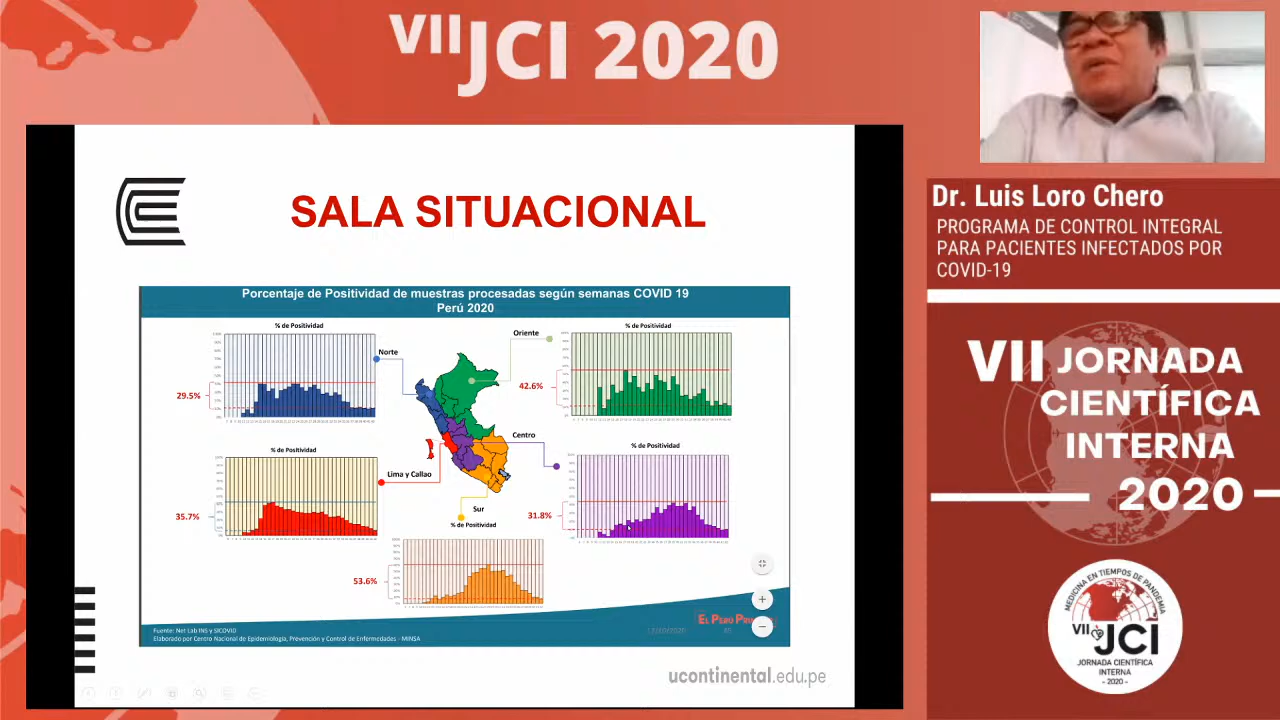 VII JCI 2020
Dr. Luis Loro Chero
PROGRAMA DE CONTROL INTEGRAL
PARA PACIENTES INFECTADOS POR
COVID-19
SALA SITUACIONAL
Porcentaje de Positividad de muestras procesadas según semanas COVID 19
Perú 2020
% de Positividad
Norte
29.5%
% de Positividad
Oriente
42.6%
% de Positividad
Lima y Callao
35.7%
% de Positividad
Centro
31.8%
Sur
% de Positividad
53.6%
Fuente: Net Lab INS y SICOVID
Elaborado por Centro Nacional de Epidemiología, Prevención y Control de Enfermedades - MINSA
EL PERÚ
ucontinental.edu.pe
VII JORNADA
CIENTÍFICA
INTERNA
2020
MEDICINA EN TIEMPOS DE PANDEMIA
VII JCI
JORNADA CIENTÍFICA
INTERNA
- 2020 -